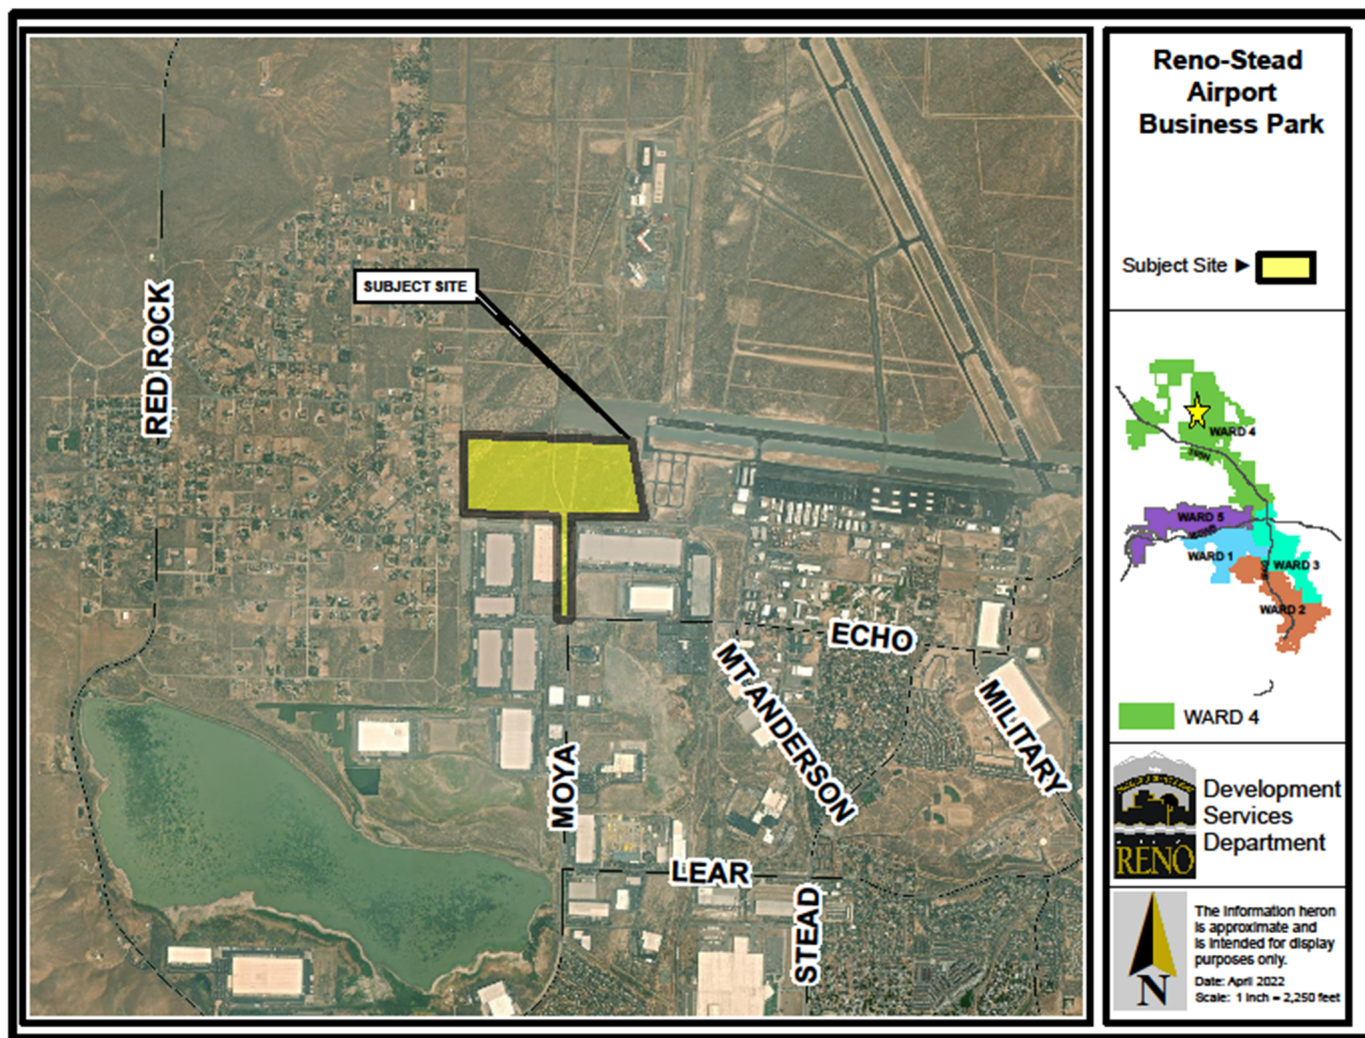 Reno-Stead
Airport
Business Park
Subject Site
SUBJECT SITE
RED ROCK
ECHO
MT ANDERSON
MILITARY
MOYA
LEAR
STEAD
WARD 4
WARD 5
WARD 1
WARD 3
WARD 2
WARD 4
RENO
Development
Services
Department
N
The Information heron
is approximate and
is intended for display
purposes only.
Date: April 2022
Scale: 1 inch = 2,250 feet